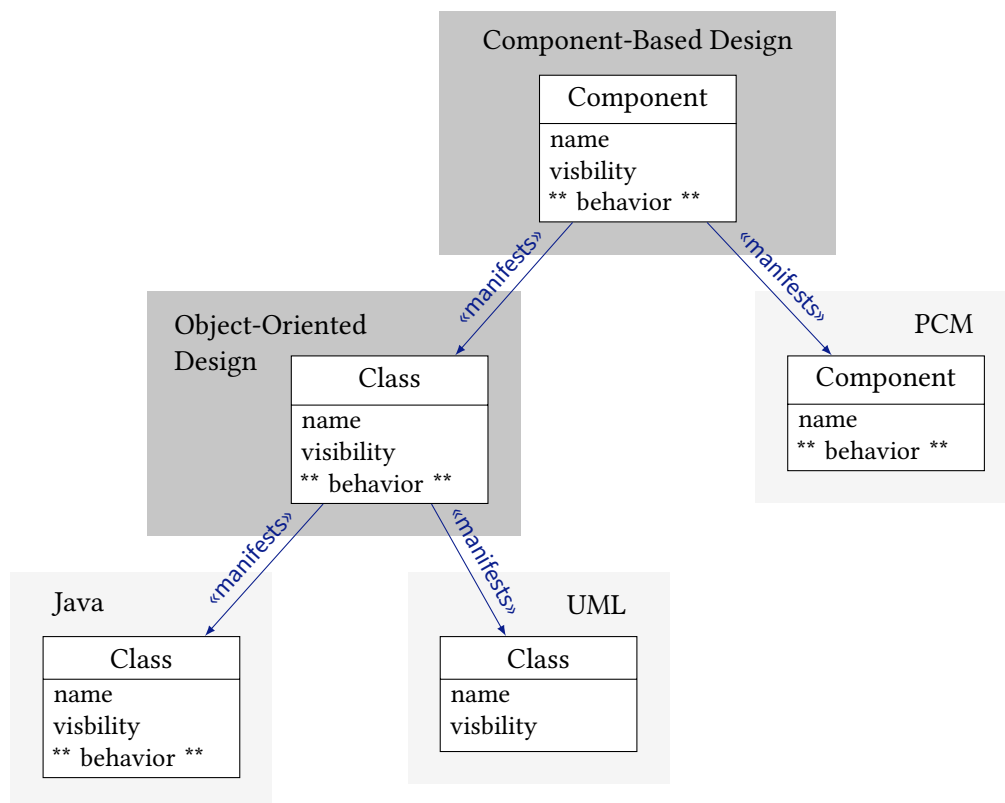 Component-Based Design
Component
name
visbility
** behavior **
«manifests»
«manifests»
Object-Oriented
Design
Class
name
visibility
** behavior **
PCM
Component
name
** behavior **
«manifests»
«manifests»
Java
Class
name
visbility
** behavior **
UML
Class
name
visbility